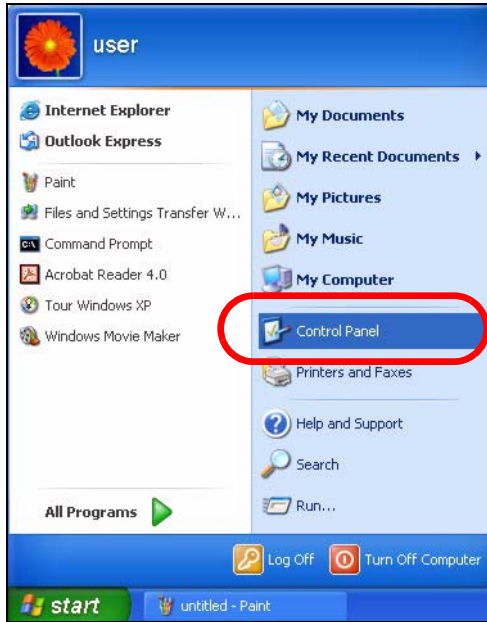 user
Internet Explorer
Outlook Express
Paint
Files and Settings Transfer W...
Command Prompt
Acrobat Reader 4.0
Tour Windows XP
Windows Movie Maker
All Programs
My Documents
My Recent Documents
My Pictures
My Music
My Computer
Control Panel
Printers and Faxes
Help and Support
Search
Run...
Log Off
Turn Off Computer
start
untitled - Paint